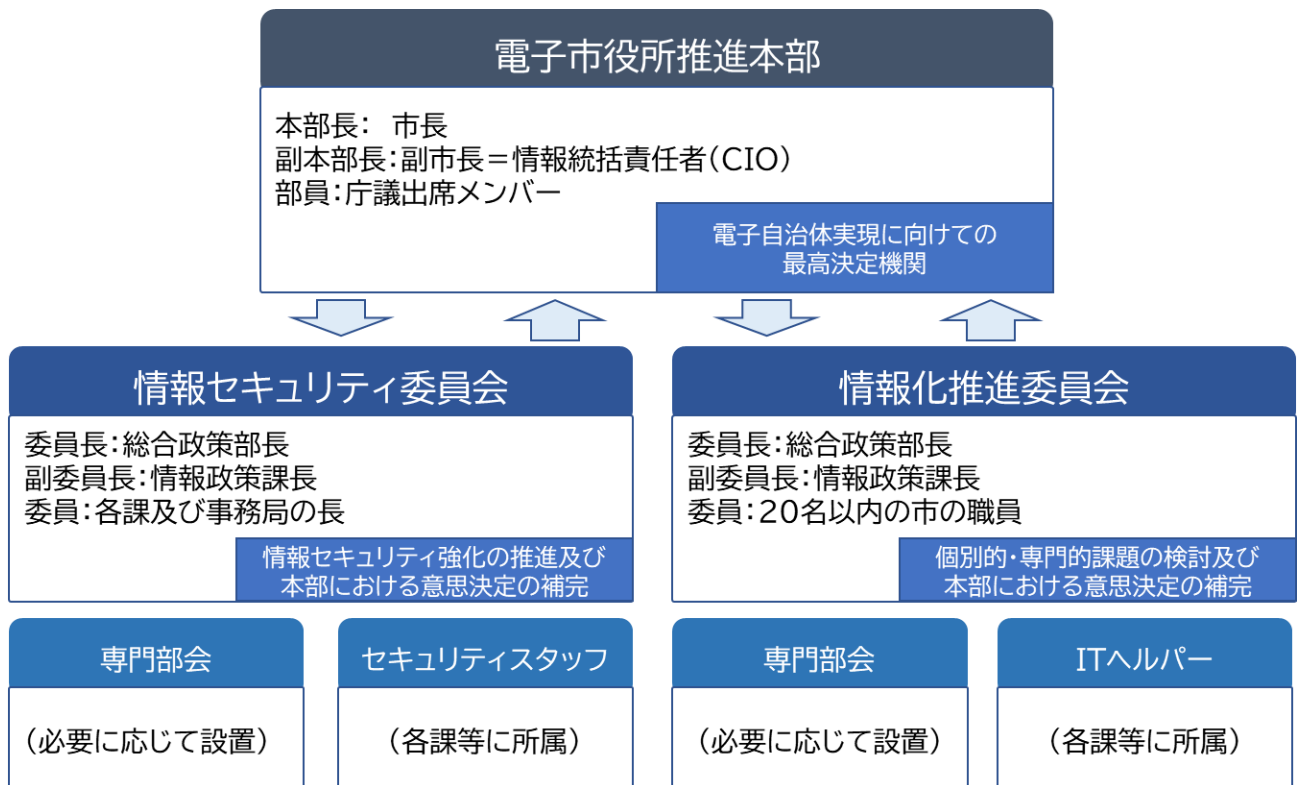 電子市役所推進本部
本部長： 市長
副本部長：副市長＝情報統括責任者（CIO）
部員：庁議出席メンバー
電子自治体実現に向けての
最高決定機関
情報セキュリティ委員会
委員長：総合政策部長
副委員長：情報政策課長
委員：各課及び事務局の長
情報セキュリティ強化の推進及び
本部における意思決定の補完
情報化推進委員会
委員長：総合政策部長
副委員長：情報政策課長
委員：20名以内の市の職員
個別的・専門的課題の検討及び
本部における意思決定の補完
専門部会
（必要に応じて設置）
セキュリティスタッフ
（各課等に所属）
専門部会
（必要に応じて設置）
ITヘルパー
（各課等に所属）